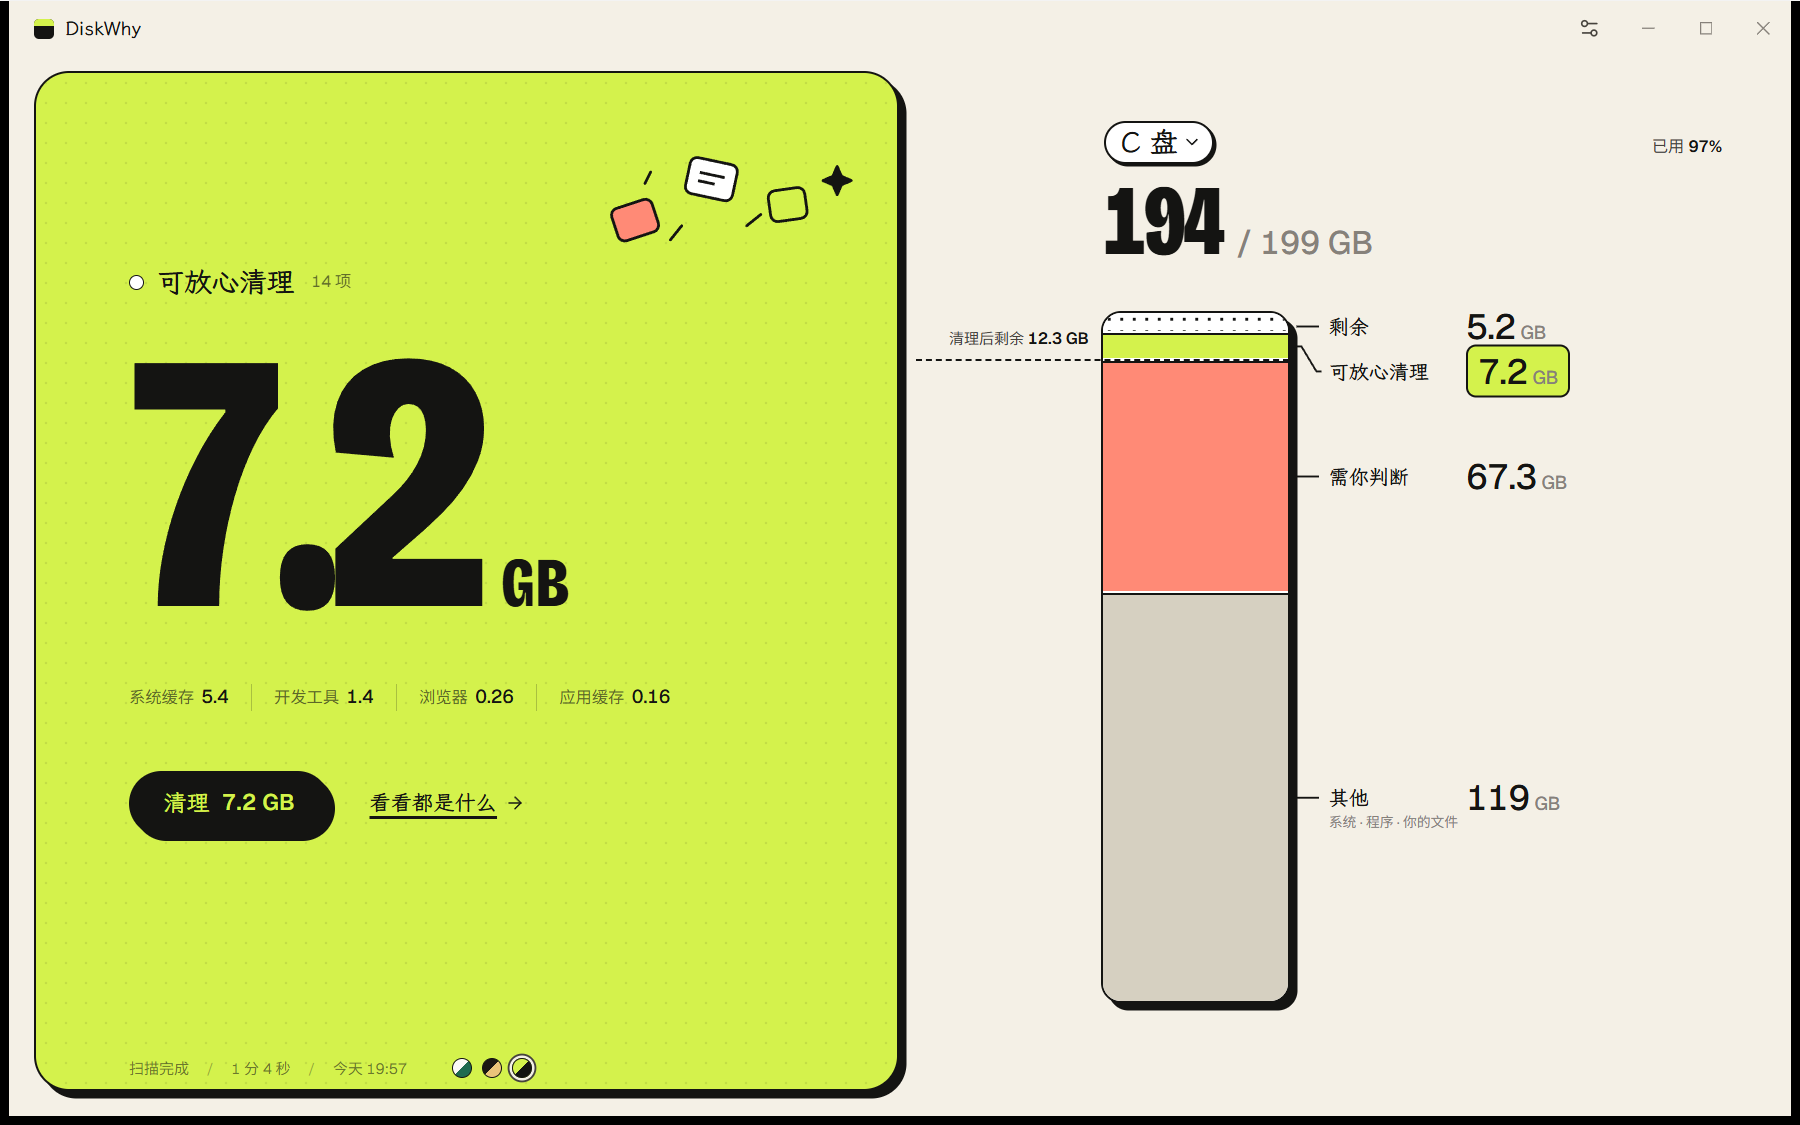 DiskWhy
可放心清理 14 项
7.2 GB
系统缓存 5.4 开发工具 1.4 浏览器 0.26 应用缓存 0.16
清理 7.2 GB 看看都是什么 →
扫描完成 / 1 分 4 秒 / 今天 19:57
C 盘
已用 97%
194 / 199 GB
清理后剩余 12.3 GB
剩余 5.2 GB
可放心清理 7.2 GB
需你判断 67.3 GB
其他 119 GB
系统 · 程序 · 你的文件